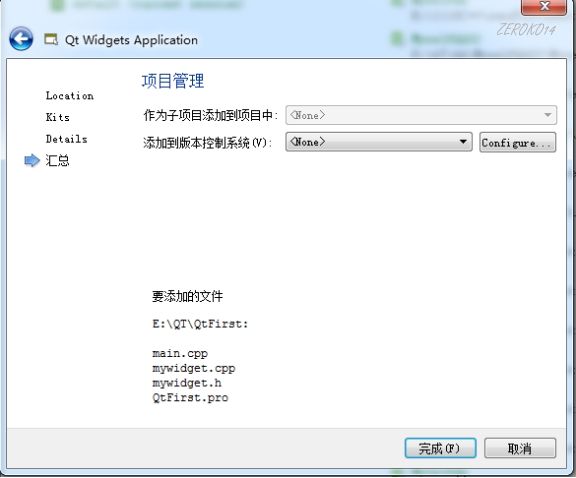 ZEROKO14
Qt Widgets Application
项目管理
Location
Kits
Details
汇总
作为子项目添加到项目中: <None>
添加到版本控制系统(V): <None> Configure...
要添加的文件
E:\QT\QtFirst:
main.cpp
mywidget.cpp
mywidget.h
QtFirst.pro
完成(F) 取消